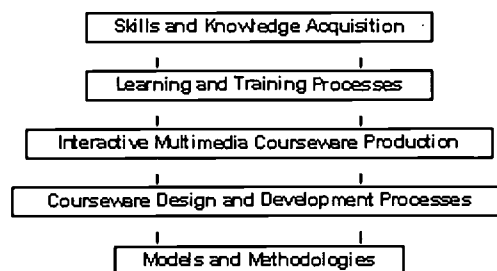 Skills and Knowledge Acquisition
Learning and Training Processes
Interactive Multimedia Courseware Production
Courseware Design and Development Processes
Models and Methodologies